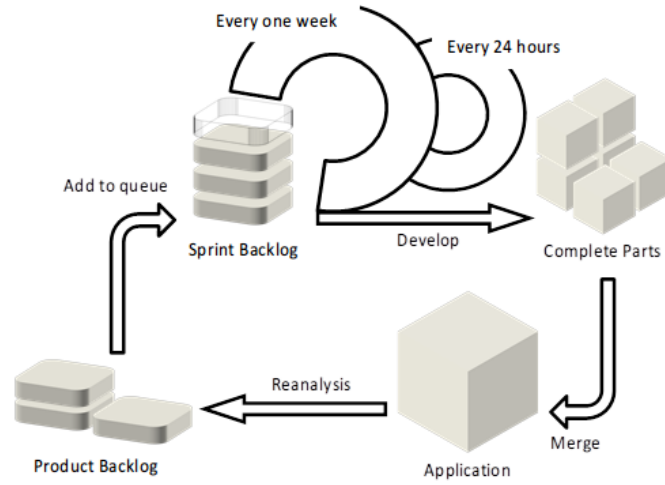 Every one week
Every 24 hours
Add to queue
Sprint Backlog
Develop
Complete Parts
Reanalysis
Merge
Product Backlog
Application